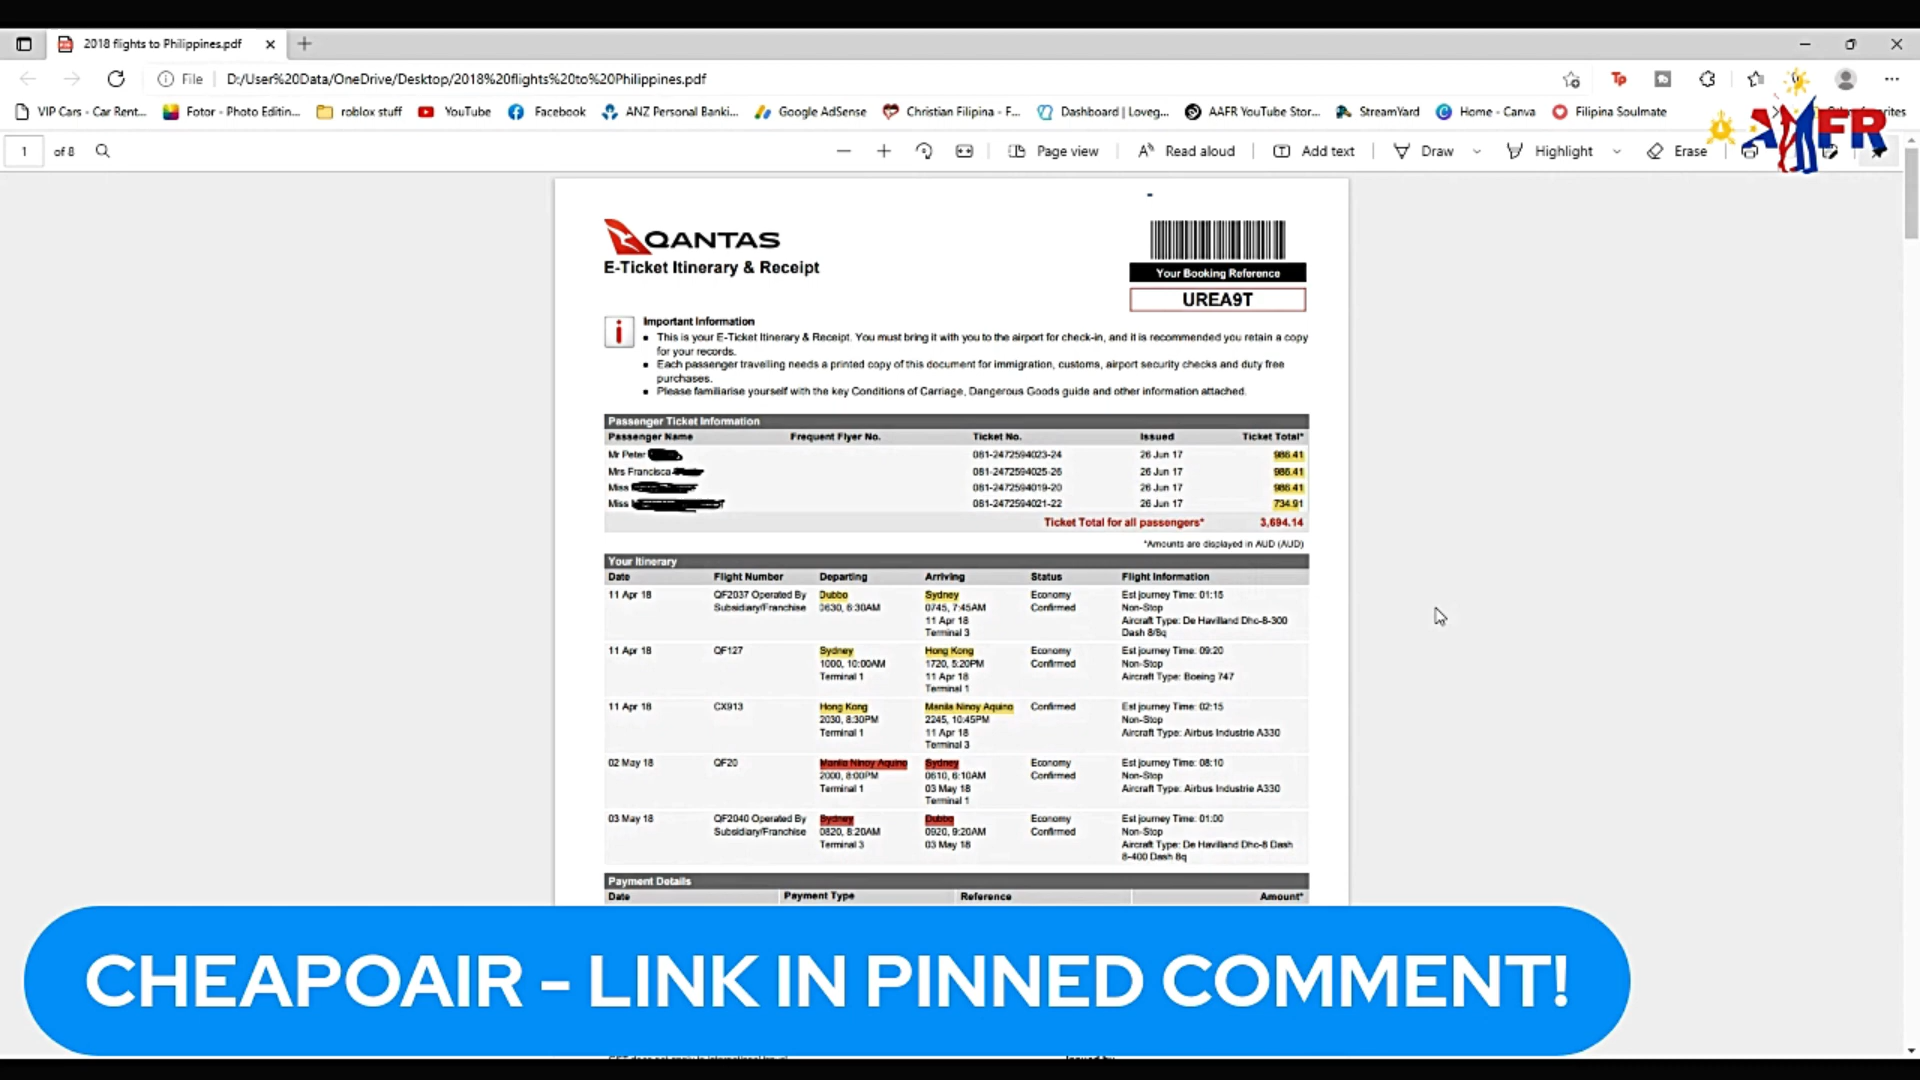 2018 flights to Philippines.pdf
File D:/User%20Data/OneDrive/Desktop/2018%20flights%20to%20Philippines.pdf
VIP Cars - Car Rent... Fotor - Photo Editin... roblox stuff YouTube Facebook ANZ Personal Banki... Google AdSense Christian Filipina - F... Dashboard | Loveg... AAFR YouTube Stor... StreamYard Home - Canva Filipina Soulmate
1 of 8 Page view Read aloud Add text Draw Highlight Erase
QANTAS
E-Ticket Itinerary & Receipt
Your Booking Reference
UREA9T
Important Information
This is your E-Ticket Itinerary & Receipt. You must bring it with you to the airport for check-in, and it is recommended you retain a copy
for your records.
Each passenger travelling needs a printed copy of this document for immigration, customs, airport security checks and duty free
purchases.
Please familiarise yourself with the key Conditions of Carriage, Dangerous Goods guide and other information attached.
Passenger Ticket Information
Passenger Name Frequent Flyer No. Ticket No. Issued Ticket Total*
Mr Peter 081-2472594023-24 26 Jun 17 986.41
Mrs Francisca 081-2472594025-26 26 Jun 17 986.41
Miss 081-2472594019-20 26 Jun 17 986.41
Miss 081-2472594021-22 26 Jun 17 734.91
Ticket Total for all passengers* 3,694.14
*Amounts are displayed in AUD (AUD)
Your Itinerary
Date Flight Number Departing Arriving Status Flight Information
11 Apr 18 QF2037 Operated By Dubbo Sydney Economy Est journey Time: 01:15
Subsidiary/Franchise 0630, 6:30AM 0745, 7:45AM Confirmed Non-Stop
11 Apr 18 Aircraft Type: De Havilland Dhc-8-300
Terminal 3 Dash 8/8q
11 Apr 18 QF127 Sydney Hong Kong Economy Est journey Time: 09:20
1000, 10:00AM 1720, 5:20PM Confirmed Non-Stop
Terminal 1 11 Apr 18 Aircraft Type: Boeing 747
Terminal 1
11 Apr 18 CX913 Hong Kong Manila Ninoy Aquino Confirmed Est journey Time: 02:15
2030, 8:30PM 2245, 10:45PM Non-Stop
Terminal 1 11 Apr 18 Aircraft Type: Airbus Industrie A330
Terminal 3
02 May 18 QF20 Manila Ninoy Aquino Sydney Economy Est journey Time: 08:10
2000, 8:00PM 0610, 6:10AM Confirmed Non-Stop
Terminal 1 03 May 18 Aircraft Type: Airbus Industrie A330
Terminal 1
03 May 18 QF2040 Operated By Sydney Dubbo Economy Est journey Time: 01:00
Subsidiary/Franchise 0820, 8:20AM 0920, 9:20AM Confirmed Non-Stop
Terminal 3 03 May 18 Aircraft Type: De Havilland Dhc-8 Dash
8-400 Dash 8q
Payment Details
Date Payment Type Reference Amount*
CHEAPOAIR - LINK IN PINNED COMMENT!